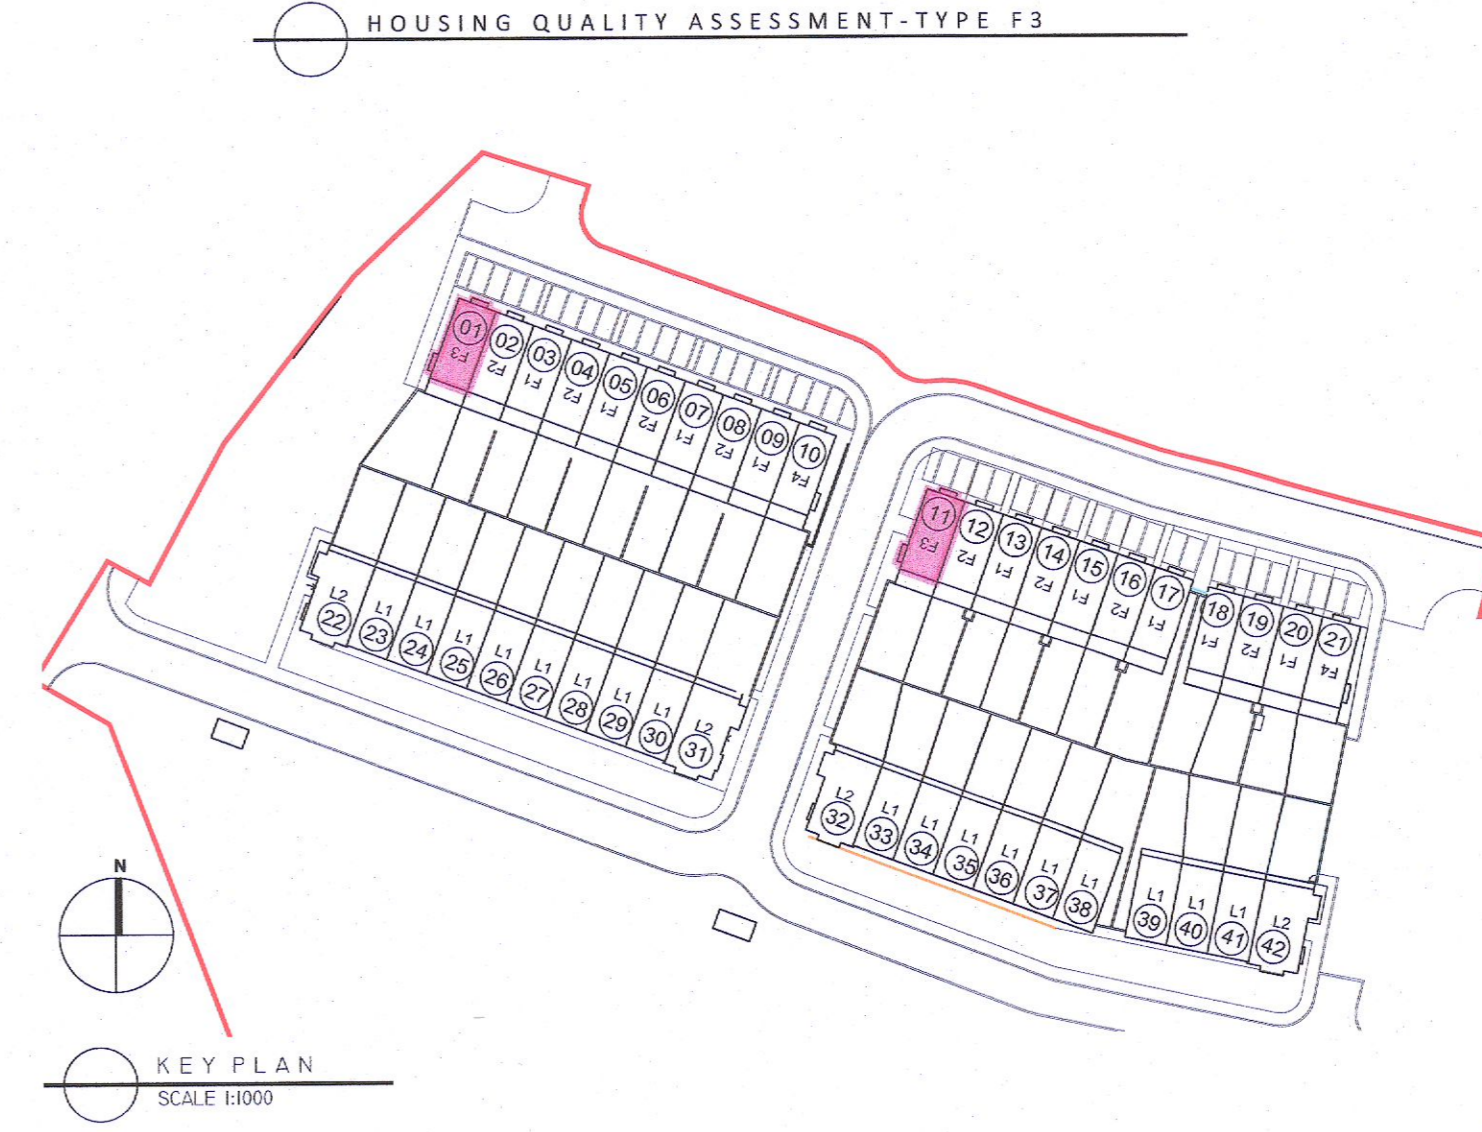 HOUSING QUALITY ASSESSMENT-TYPE F3
01 02 03 04 05 06 07 08 09 10
F3 F2 F1 F2 F1 F2 F1 F2 F1 F4
11 12 13 14 15 16 17 18 19 20 21
F3 F2 F1 F2 F1 F2 F1 F1 F2 F1 F4
L2 L1 L1 L1 L1 L1 L1 L1 L1 L2
22 23 24 25 26 27 28 29 30 31
L2 L1 L1 L1 L1 L1 L1 L1 L1 L1 L2
32 33 34 35 36 37 38 39 40 41 42
N
KEY PLAN
SCALE 1:1000